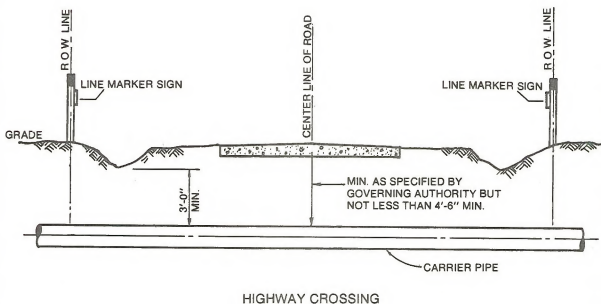 ROW LINE
CENTER LINE OF ROAD
ROW LINE
LINE MARKER SIGN
LINE MARKER SIGN
GRADE
3'-0"
MIN.
MIN. AS SPECIFIED BY
GOVERNING AUTHORITY BUT
NOT LESS THAN 4'-6" MIN.
CARRIER PIPE
HIGHWAY CROSSING